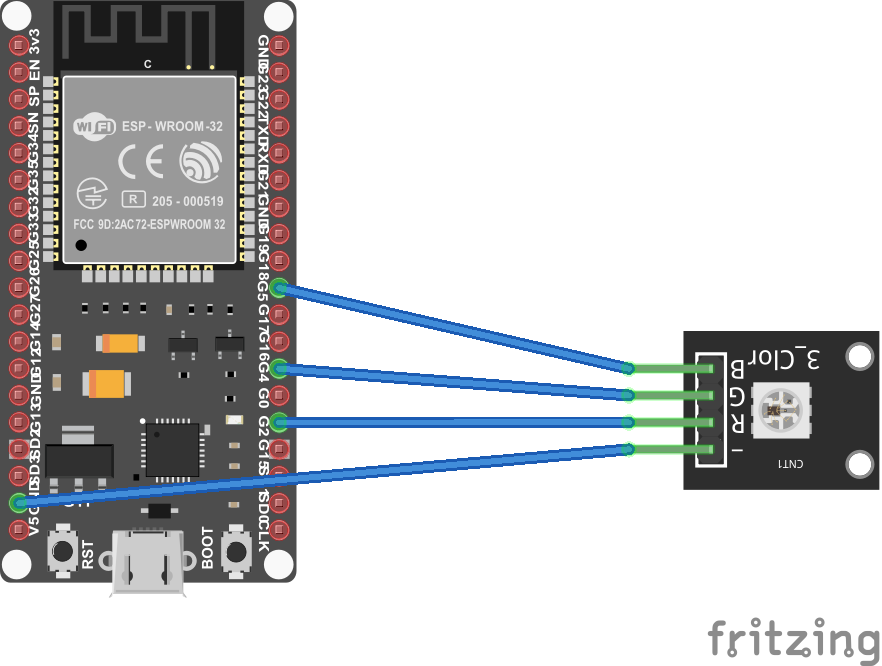 3v3
EN
SP
SN
G34
G35
G32
G33
G25
G26
G27
G14
G12
GND
G13
SD2
SD3
V5
C
WiFi
ESP - WROOM -32
CE
R
205 - 000519
FCC 9D:2AC72-ESPWROOM 32
GND
G23
G22
TXD
RXD
G21
GND
G19
G18
G5
G17
G16
G4
G0
G2
G15
SD0
CLK
RST
BOOT
3_Clor
B
G
R
-
CNT1
fritzing